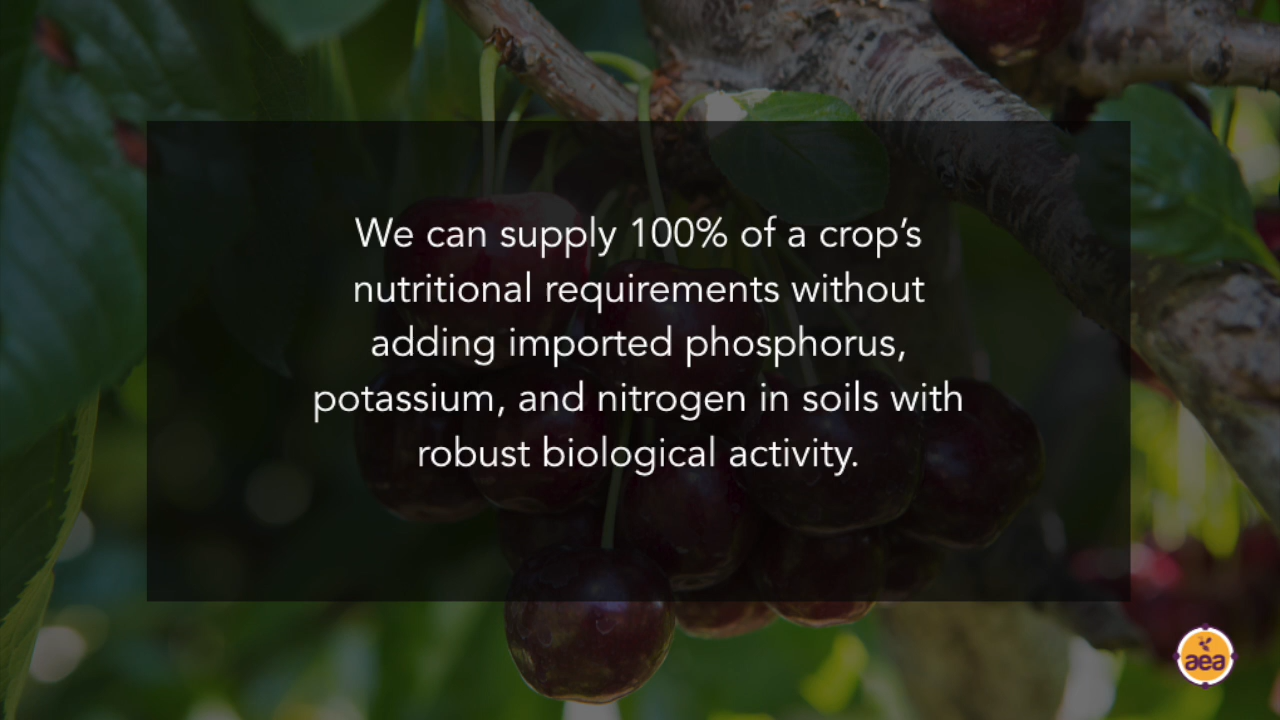 We can supply 100% of a crop’s
nutritional requirements without
adding imported phosphorus,
potassium, and nitrogen in soils with
robust biological activity.
aea